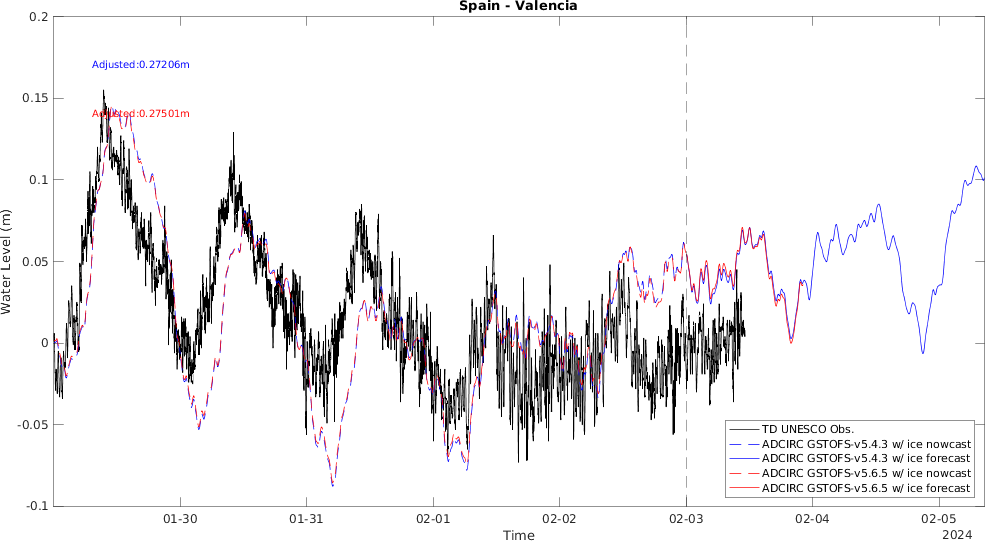 Spain - Valencia
0.2
0.15
0.1
0.05
0
-0.05
-0.1
Water Level (m)
Adjusted:0.27206m
Adjusted:0.27501m
TD UNESCO Obs.
ADCIRC GSTOFS-v5.4.3 w/ ice nowcast
ADCIRC GSTOFS-v5.4.3 w/ ice forecast
ADCIRC GSTOFS-v5.6.5 w/ ice nowcast
ADCIRC GSTOFS-v5.6.5 w/ ice forecast
01-30
01-31
02-01
02-02
02-03
02-04
02-05
Time
2024